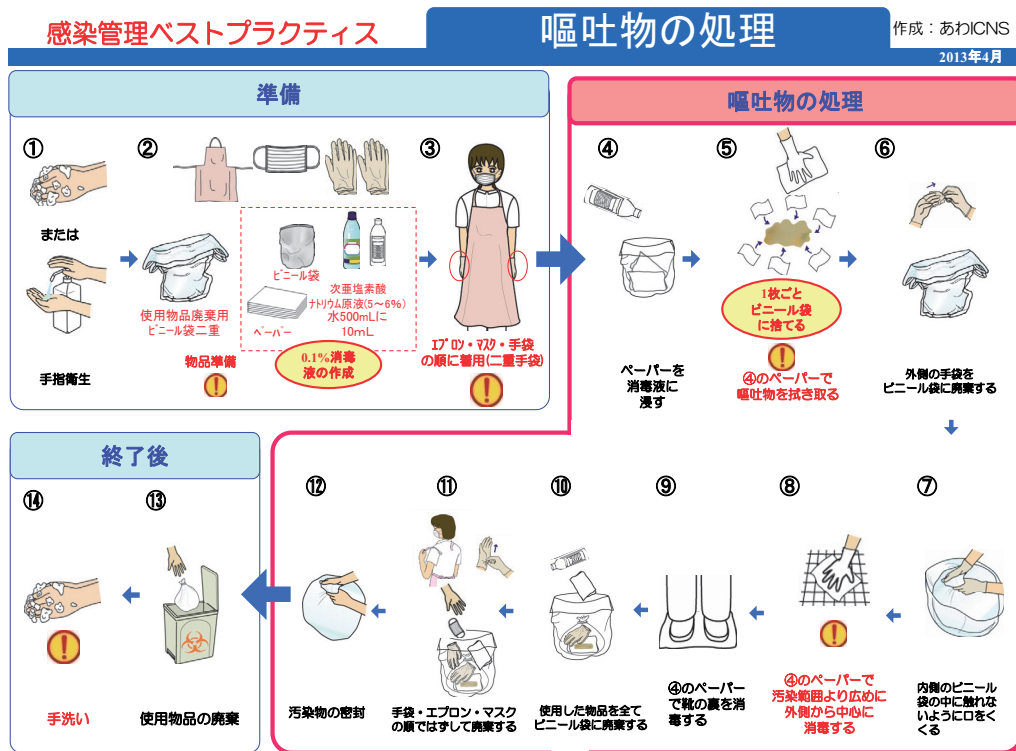 感染管理ベストプラクティス
嘔吐物の処理
作成：あわICNS
2013年4月
準備
①
または
手指衛生
②
使用物品廃棄用
ビニール袋二重
物品準備
ビニール袋
ペーパー
次亜塩素酸
ナトリウム原液(5～6%)
水500mLに
10mL
0.1%消毒
液の作成
③
エプロン・マスク・手袋
の順に着用(二重手袋)
嘔吐物の処理
④
ペーパーを
消毒液に
浸す
⑤
1枚ごと
ビニール袋
に捨てる
④のペーパーで
嘔吐物を拭き取る
⑥
外側の手袋を
ビニール袋に廃棄する
⑦
内側のビニール
袋の中に触れな
いように口をく
くる
⑧
④のペーパーで
汚染範囲より広めに
外側から中心に
消毒する
⑨
④のペーパー
で靴の裏を消
毒する
⑩
使用した物品を全て
ビニール袋に廃棄する
⑪
手袋・エプロン・マスク
の順ではずして廃棄する
⑫
汚染物の密封
終了後
⑬
使用物品の廃棄
⑭
手洗い